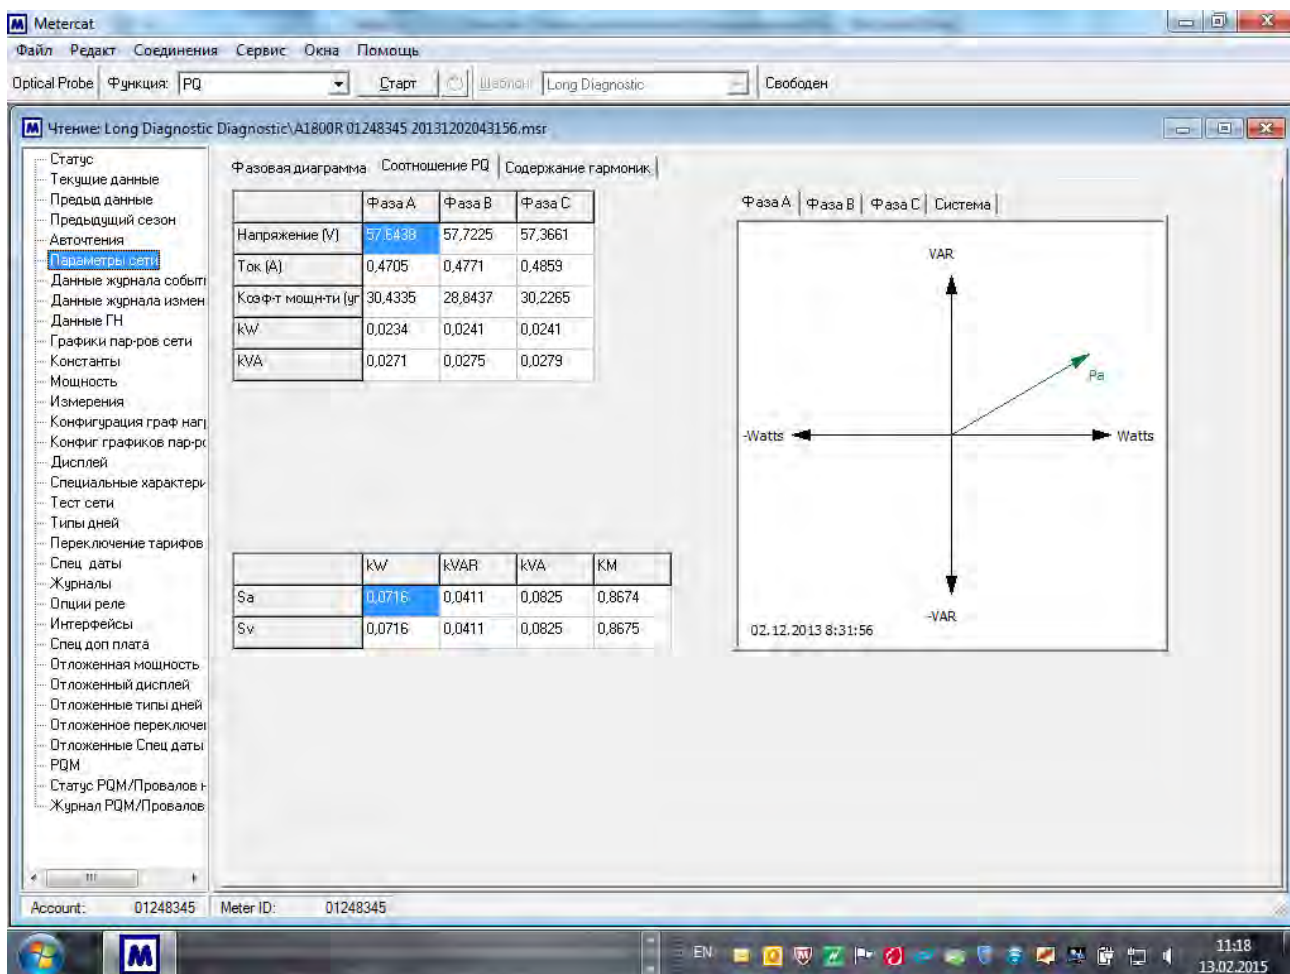 Metercat
Файл Редакт Соединения Сервис Окна Помощь
Optical Probe Функция: PQ Старт Шаблон: Long Diagnostic Свободен
Чтение: Long Diagnostic Diagnostic\A1800R 01248345 20131202043156.msr
Статус
Текущие данные
Предыд данные
Предыдущий сезон
Авточтения
Параметры сети
Данные журнала событи
Данные журнала измен
Данные ГН
Графики пар-ров сети
Константы
Мощность
Измерения
Конфигурация граф нагр
Конфиг графиков пар-ро
Дисплей
Специальные характери
Тест сети
Типы дней
Переключение тарифов
Спец даты
Журналы
Опции реле
Интерфейсы
Спец доп плата
Отложенная мощность
Отложенный дисплей
Отложенные типы дней
Отложенное переключен
Отложенные Спец даты
PQM
Статус PQM/Провалов н
Журнал PQM/Провалов
Фазовая диаграмма Соотношение PQ Содержание гармоник
Фаза A Фаза B Фаза C
Напряжение (V) 57,6438 57,7225 57,3661
Ток (A) 0,4705 0,4771 0,4859
Коэф-т мощн-ти (уг 30,4335 28,8437 30,2265
kW 0,0234 0,0241 0,0241
kVA 0,0271 0,0275 0,0279
kW kVAR kVA KM
Sa 0,0716 0,0411 0,0825 0,8674
Sv 0,0716 0,0411 0,0825 0,8675
Фаза A Фаза B Фаза C Система
VAR
Pa
-Watts Watts
-VAR
02.12.2013 8:31:56
Account: 01248345 Meter ID: 01248345
EN
11:18
13.02.2015